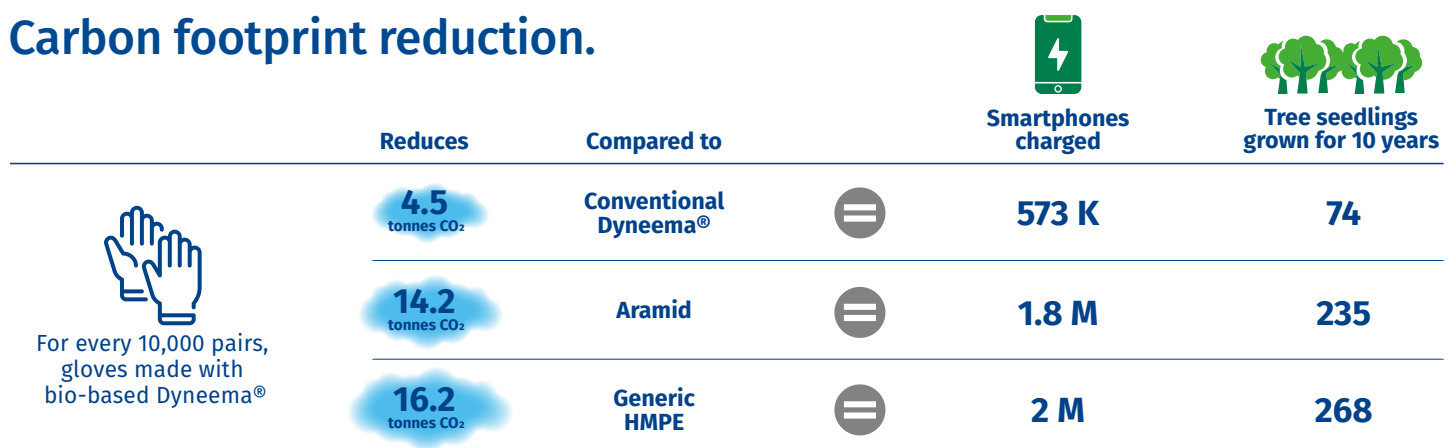 Carbon footprint reduction.
Reduces
Compared to
Smartphones
charged
Tree seedlings
grown for 10 years
For every 10,000 pairs,
gloves made with
bio-based Dyneema®
4.5
tonnes CO₂
Conventional
Dyneema®
573 K
74
14.2
tonnes CO₂
Aramid
1.8 M
235
16.2
tonnes CO₂
Generic
HMPE
2 M
268